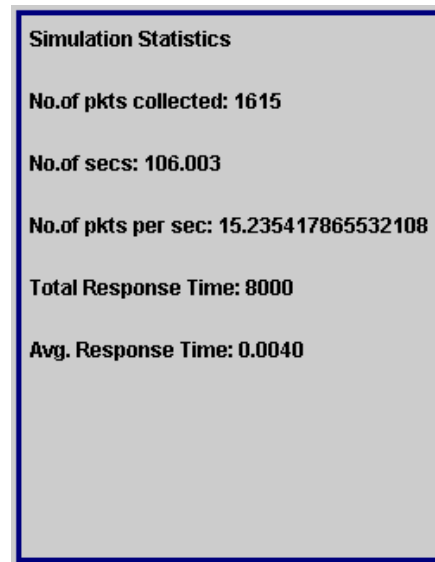 Simulation Statistics
No.of pkts collected: 1615
No.of secs: 106.003
No.of pkts per sec: 15.235417865532108
Total Response Time: 8000
Avg. Response Time: 0.0040